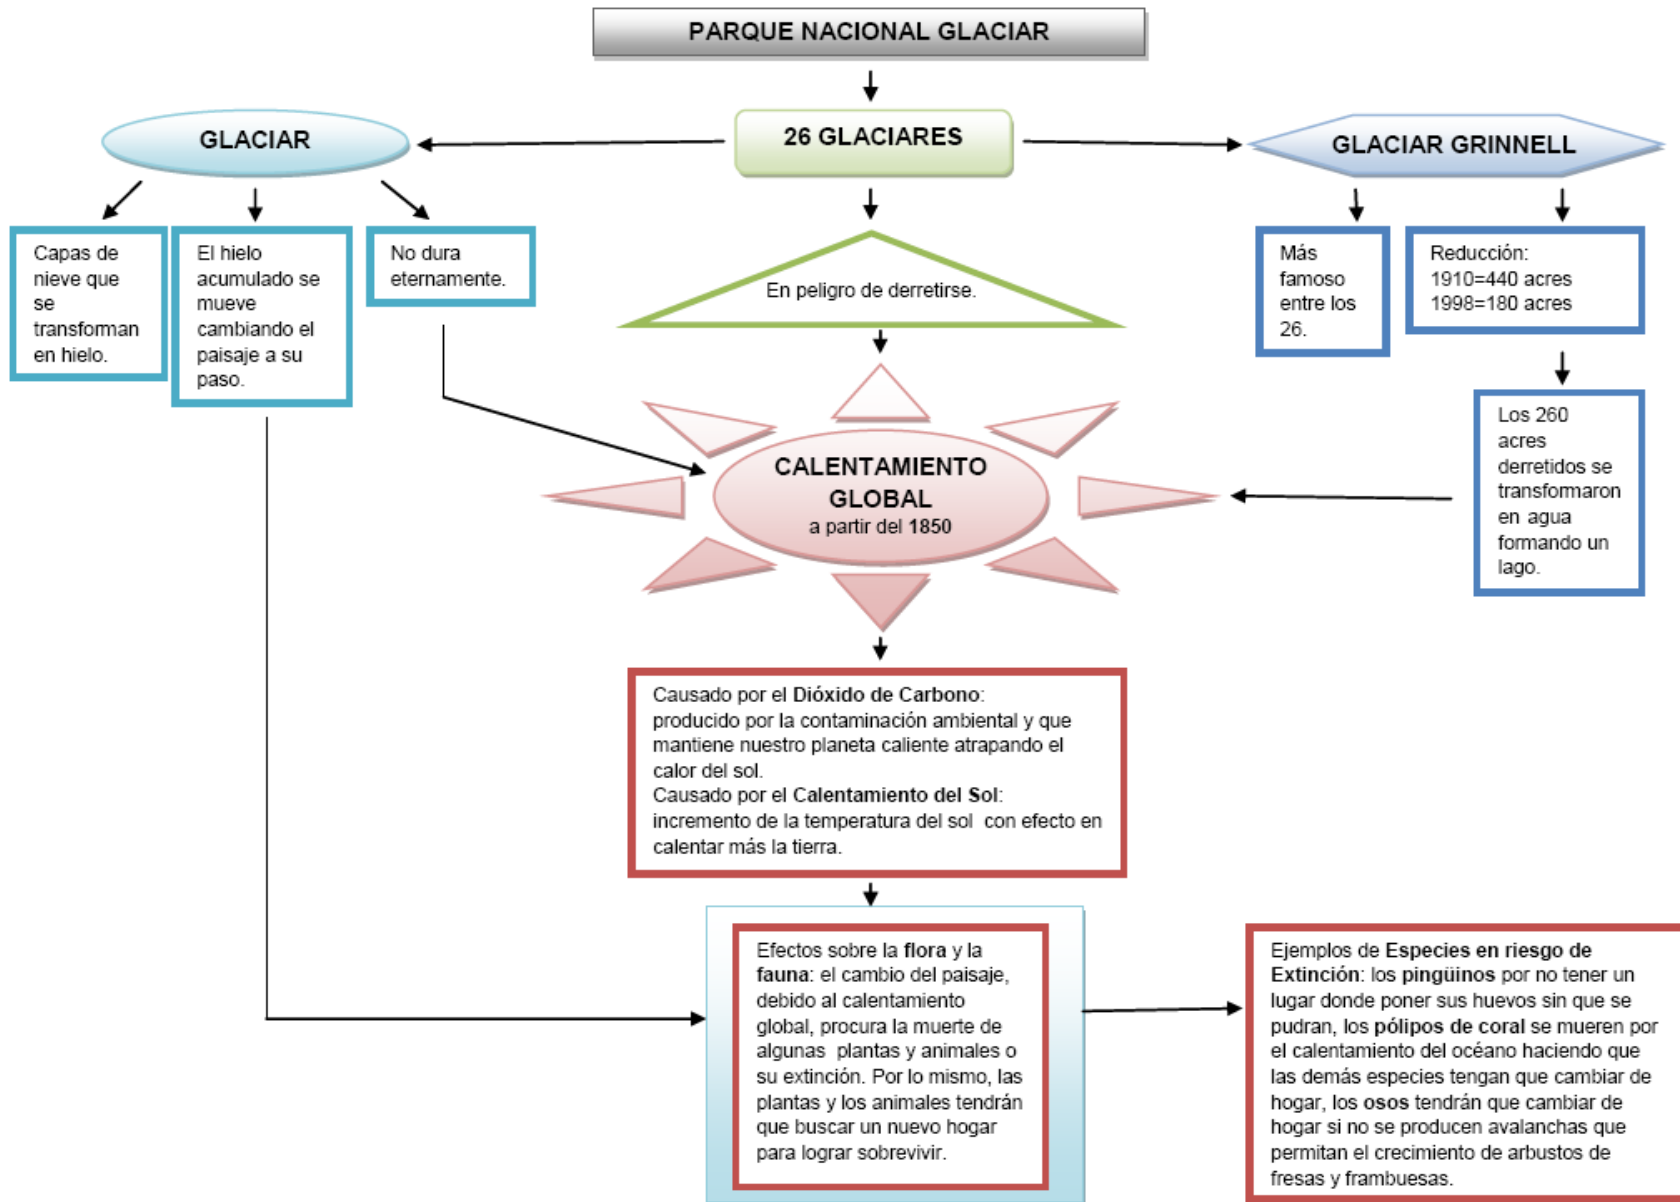 PARQUE NACIONAL GLACIAR
GLACIAR
26 GLACIARES
GLACIAR GRINNELL
Capas de
nieve que
se
transforman
en hielo.
El hielo
acumulado se
mueve
cambiando el
paisaje a su
paso.
No dura
eternamente.
En peligro de derretirse.
Más
famoso
entre los
26.
Reducción:
1910=440 acres
1998=180 acres
Los 260
acres
derretidos se
transformaron
en agua
formando un
lago.
CALENTAMIENTO
GLOBAL
a partir del 1850
Causado por el Dióxido de Carbono:
producido por la contaminación ambiental y que
mantiene nuestro planeta caliente atrapando el
calor del sol.
Causado por el Calentamiento del Sol:
incremento de la temperatura del sol con efecto en
calentar más la tierra.
Efectos sobre la flora y la
fauna: el cambio del paisaje,
debido al calentamiento
global, procura la muerte de
algunas plantas y animales o
su extinción. Por lo mismo, las
plantas y los animales tendrán
que buscar un nuevo hogar
para lograr sobrevivir.
Ejemplos de Especies en riesgo de
Extinción: los pingüinos por no tener un
lugar donde poner sus huevos sin que se
pudran, los pólipos de coral se mueren por
el calentamiento del océano haciendo que
las demás especies tengan que cambiar de
hogar, los osos tendrán que cambiar de
hogar si no se producen avalanchas que
permitan el crecimiento de arbustos de
fresas y frambuesas.